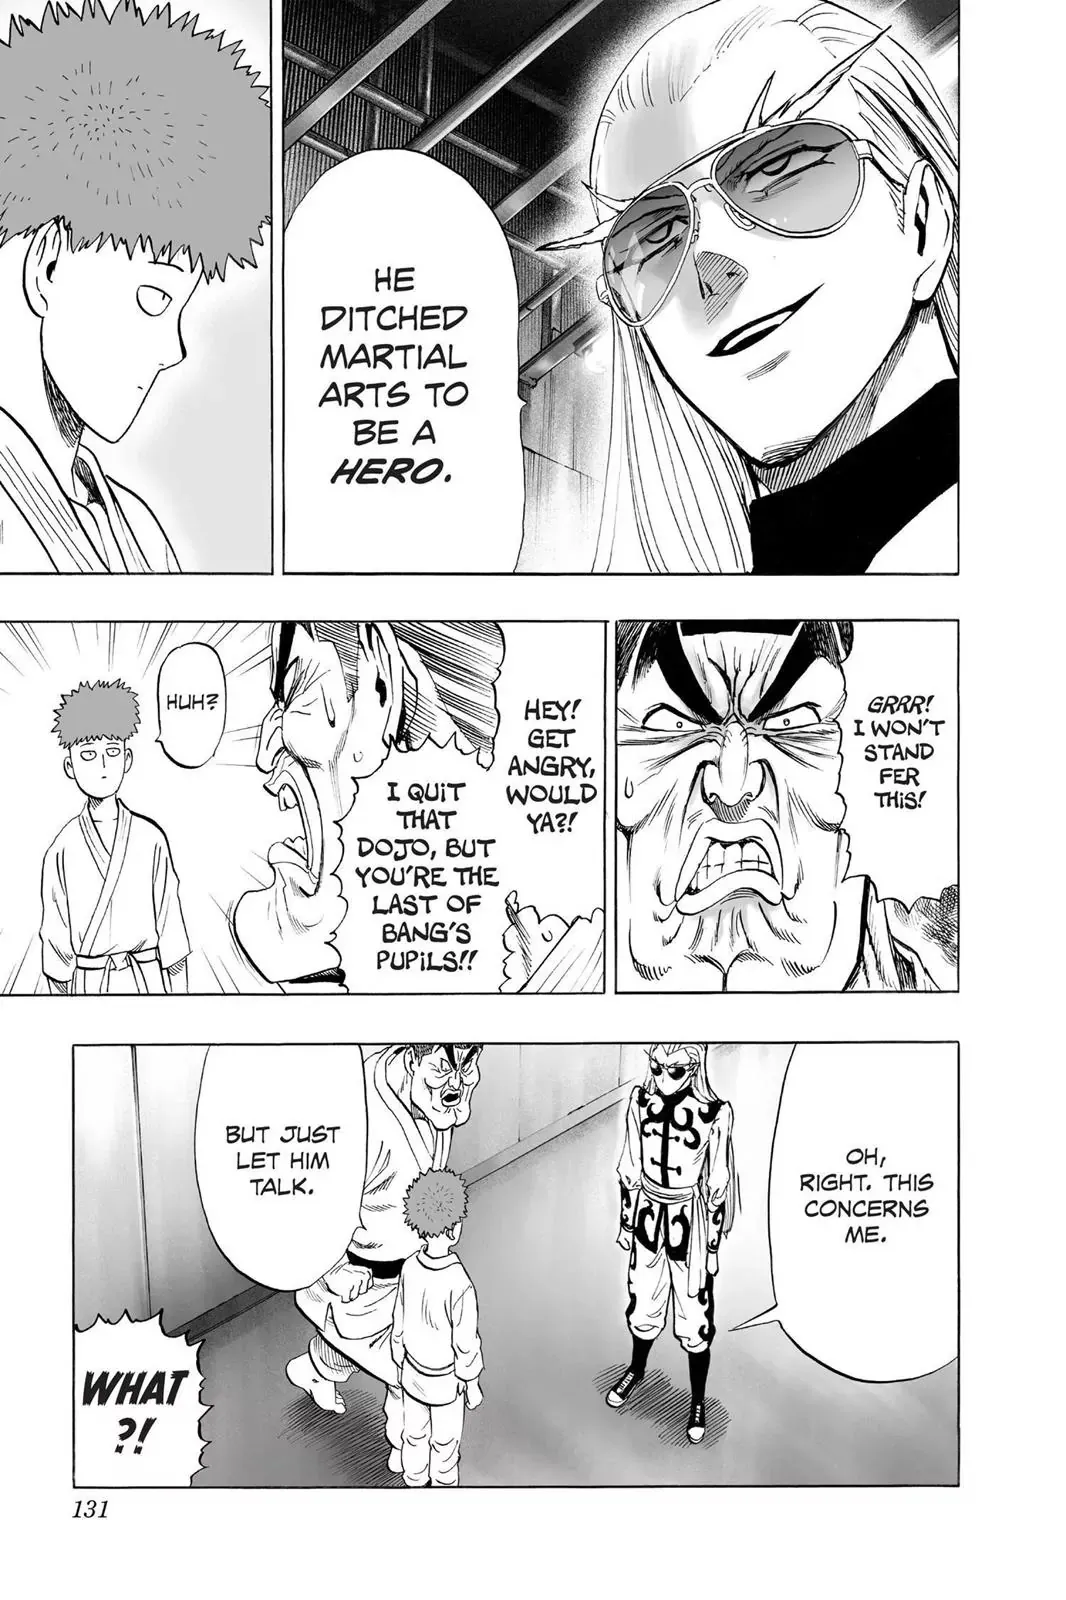 HE
DITCHED
MARTIAL
ARTS TO
BE A
HERO.
GRRR!
I WON'T
STAND
FER
THIS!
HEY!
GET
ANGRY,
WOULD
YA?!
I QUIT
THAT
DOJO, BUT
YOU'RE THE
LAST OF
BANG'S
PUPILS!!
HUH?
OH,
RIGHT. THIS
CONCERNS
ME.
BUT JUST
LET HIM
TALK.
WHAT
?!
131